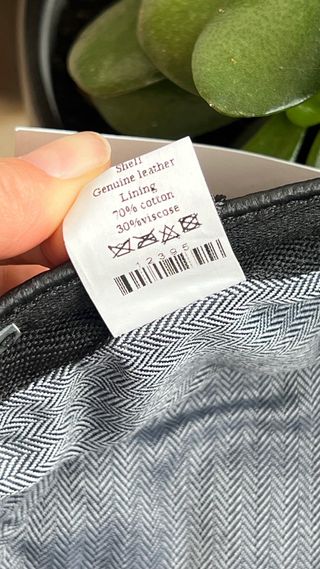 Shell
Genuine leather
Lining
70% cotton
30%viscose
12395